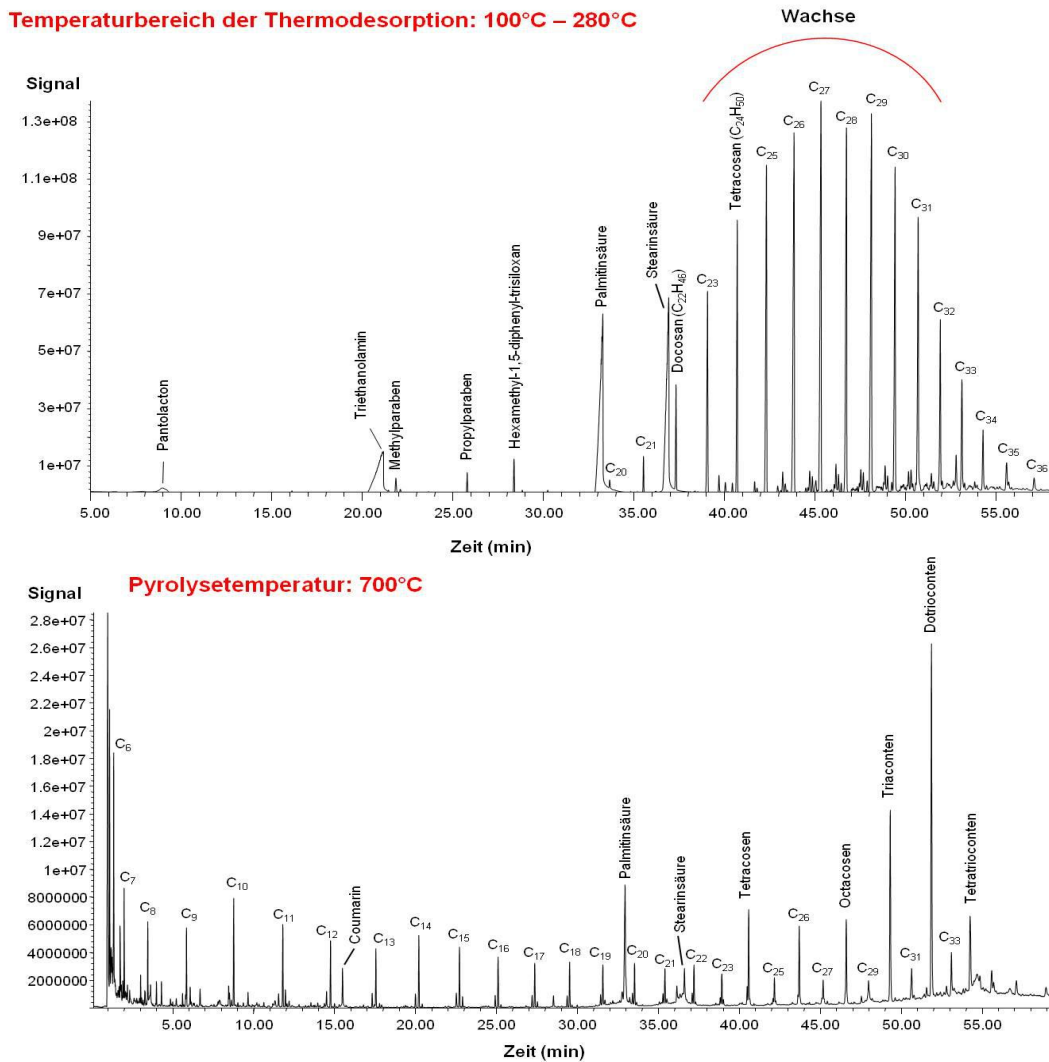 Temperaturbereich der Thermodesorption: 100°C – 280°C
Wachse
Signal
1.3e+08
1.1e+08
9e+07
7e+07
5e+07
3e+07
1e+07
Pantolacton
Triethanolamin
Methylparaben
Propylparaben
Hexamethyl-1,5-diphenyl-trisiloxan
Palmitinsäure
C20
C21
Stearinsäure
Docosan (C22H46)
C23
Tetracosan (C24H50)
C25
C26
C27
C28
C29
C30
C31
C32
C33
C34
C35
C36
5.00 10.00 15.00 20.00 25.00 30.00 35.00 40.00 45.00 50.00 55.00
Zeit (min)
Pyrolysetemperatur: 700°C
Signal
2.8e+07
2.6e+07
2.4e+07
2.2e+07
2e+07
1.8e+07
1.6e+07
1.4e+07
1.2e+07
1e+07
8000000
6000000
4000000
2000000
C6
C7
C8
C9
C10
C11
C12
Coumarin
C13
C14
C15
C16
C17
C18
C19
Palmitinsäure
C20
C21
Stearinsäure
C22
C23
Tetracosen
C25
C26
C27
Octacosen
C29
Triaconten
C31
Dotrioconten
C33
Tetratrioconten
5.00 10.00 15.00 20.00 25.00 30.00 35.00 40.00 45.00 50.00 55.00
Zeit (min)